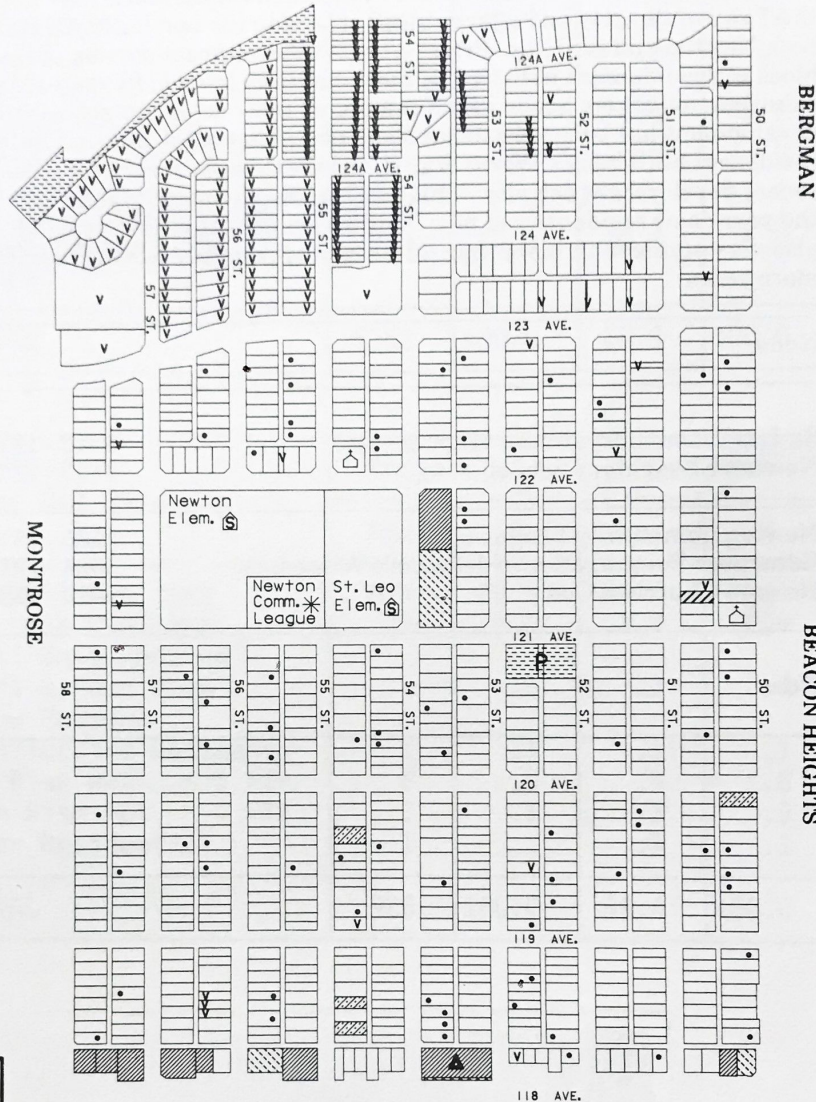 54 ST.
124A AVE.
53 ST.
52 ST.
51 ST.
50 ST.
BERGMAN
124A AVE.
54 ST.
55 ST.
56 ST.
57 ST.
124 AVE.
123 AVE.
122 AVE.
MONTROSE
Newton
Elem. S
Newton
Comm.
League
St. Leo
Elem. S
121 AVE.
P
BEACON HEIGHTS
58 ST.
57 ST.
56 ST.
55 ST.
54 ST.
53 ST.
52 ST.
51 ST.
50 ST.
120 AVE.
119 AVE.
A
118 AVE.